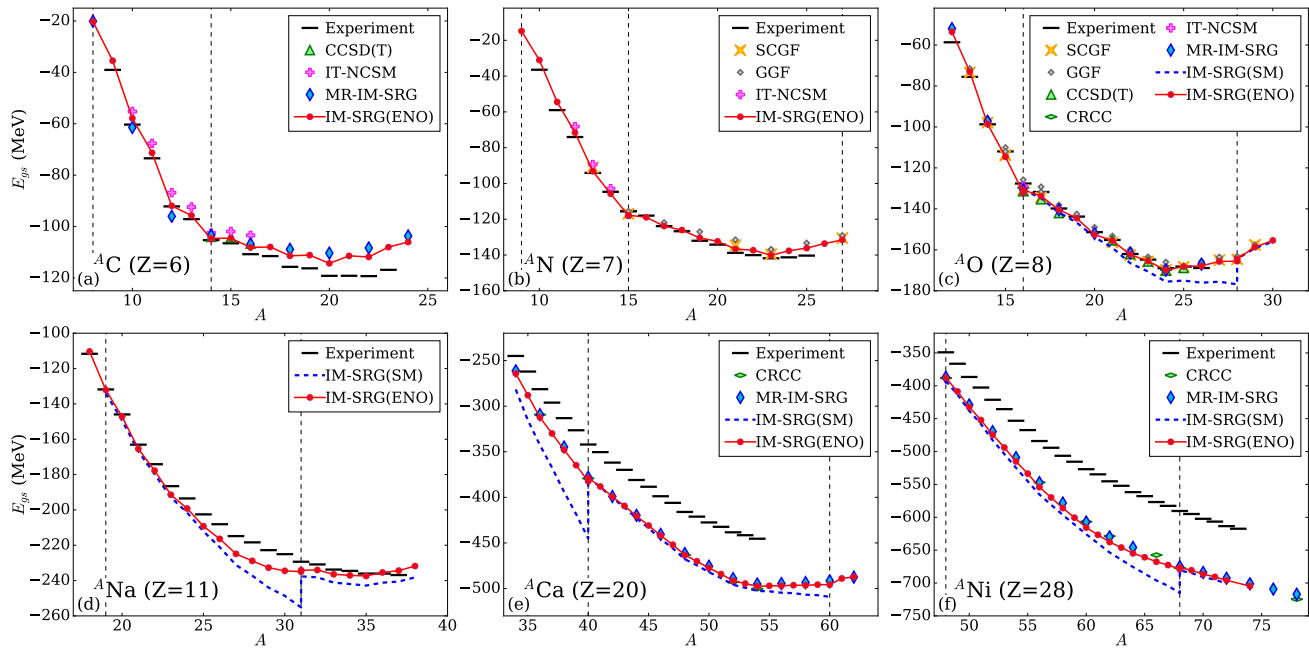 −20
−40
−60
−80
−100
−120
E_gs (MeV)
10
15
20
25
A
(a)
^A C (Z=6)
Experiment
CCSD(T)
IT-NCSM
MR-IM-SRG
IM-SRG(ENO)
−20
−40
−60
−80
−100
−120
−140
−160
10
15
20
25
A
(b)
^A N (Z=7)
Experiment
SCGF
GGF
IT-NCSM
IM-SRG(ENO)
−60
−80
−100
−120
−140
−160
−180
15
20
25
30
A
(c)
^A O (Z=8)
Experiment
SCGF
GGF
CCSD(T)
CRCC
IT-NCSM
MR-IM-SRG
IM-SRG(SM)
IM-SRG(ENO)
−100
−120
−140
−160
−180
−200
−220
−240
−260
E_gs (MeV)
20
25
30
35
40
A
(d)
^A Na (Z=11)
Experiment
IM-SRG(SM)
IM-SRG(ENO)
−250
−300
−350
−400
−450
−500
35
40
45
50
55
60
65
A
(e)
^A Ca (Z=20)
Experiment
CRCC
MR-IM-SRG
IM-SRG(SM)
IM-SRG(ENO)
−350
−400
−450
−500
−550
−600
−650
−700
−750
50
55
60
65
70
75
A
(f)
^A Ni (Z=28)
Experiment
CRCC
MR-IM-SRG
IM-SRG(SM)
IM-SRG(ENO)